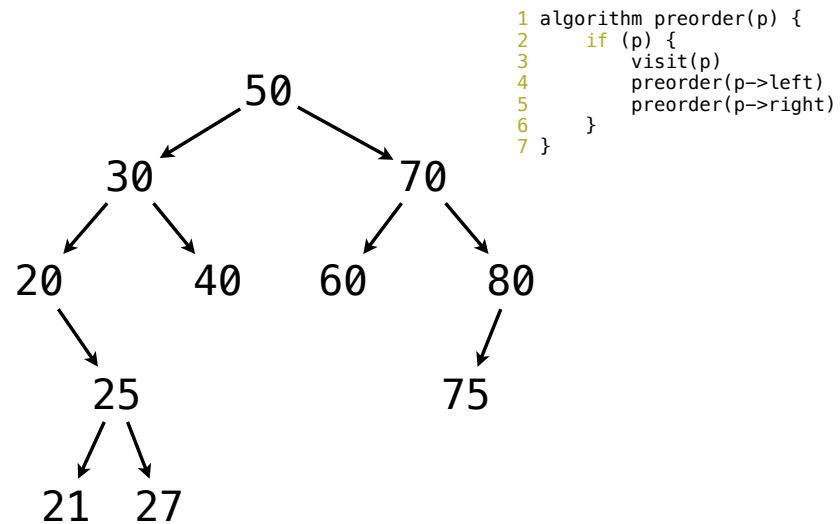 1 algorithm preorder(p) {
2     if (p) {
3         visit(p)
4         preorder(p->left)
5         preorder(p->right)
6     }
7 }
50
30 70
20 40 60 80
25 75
21 27